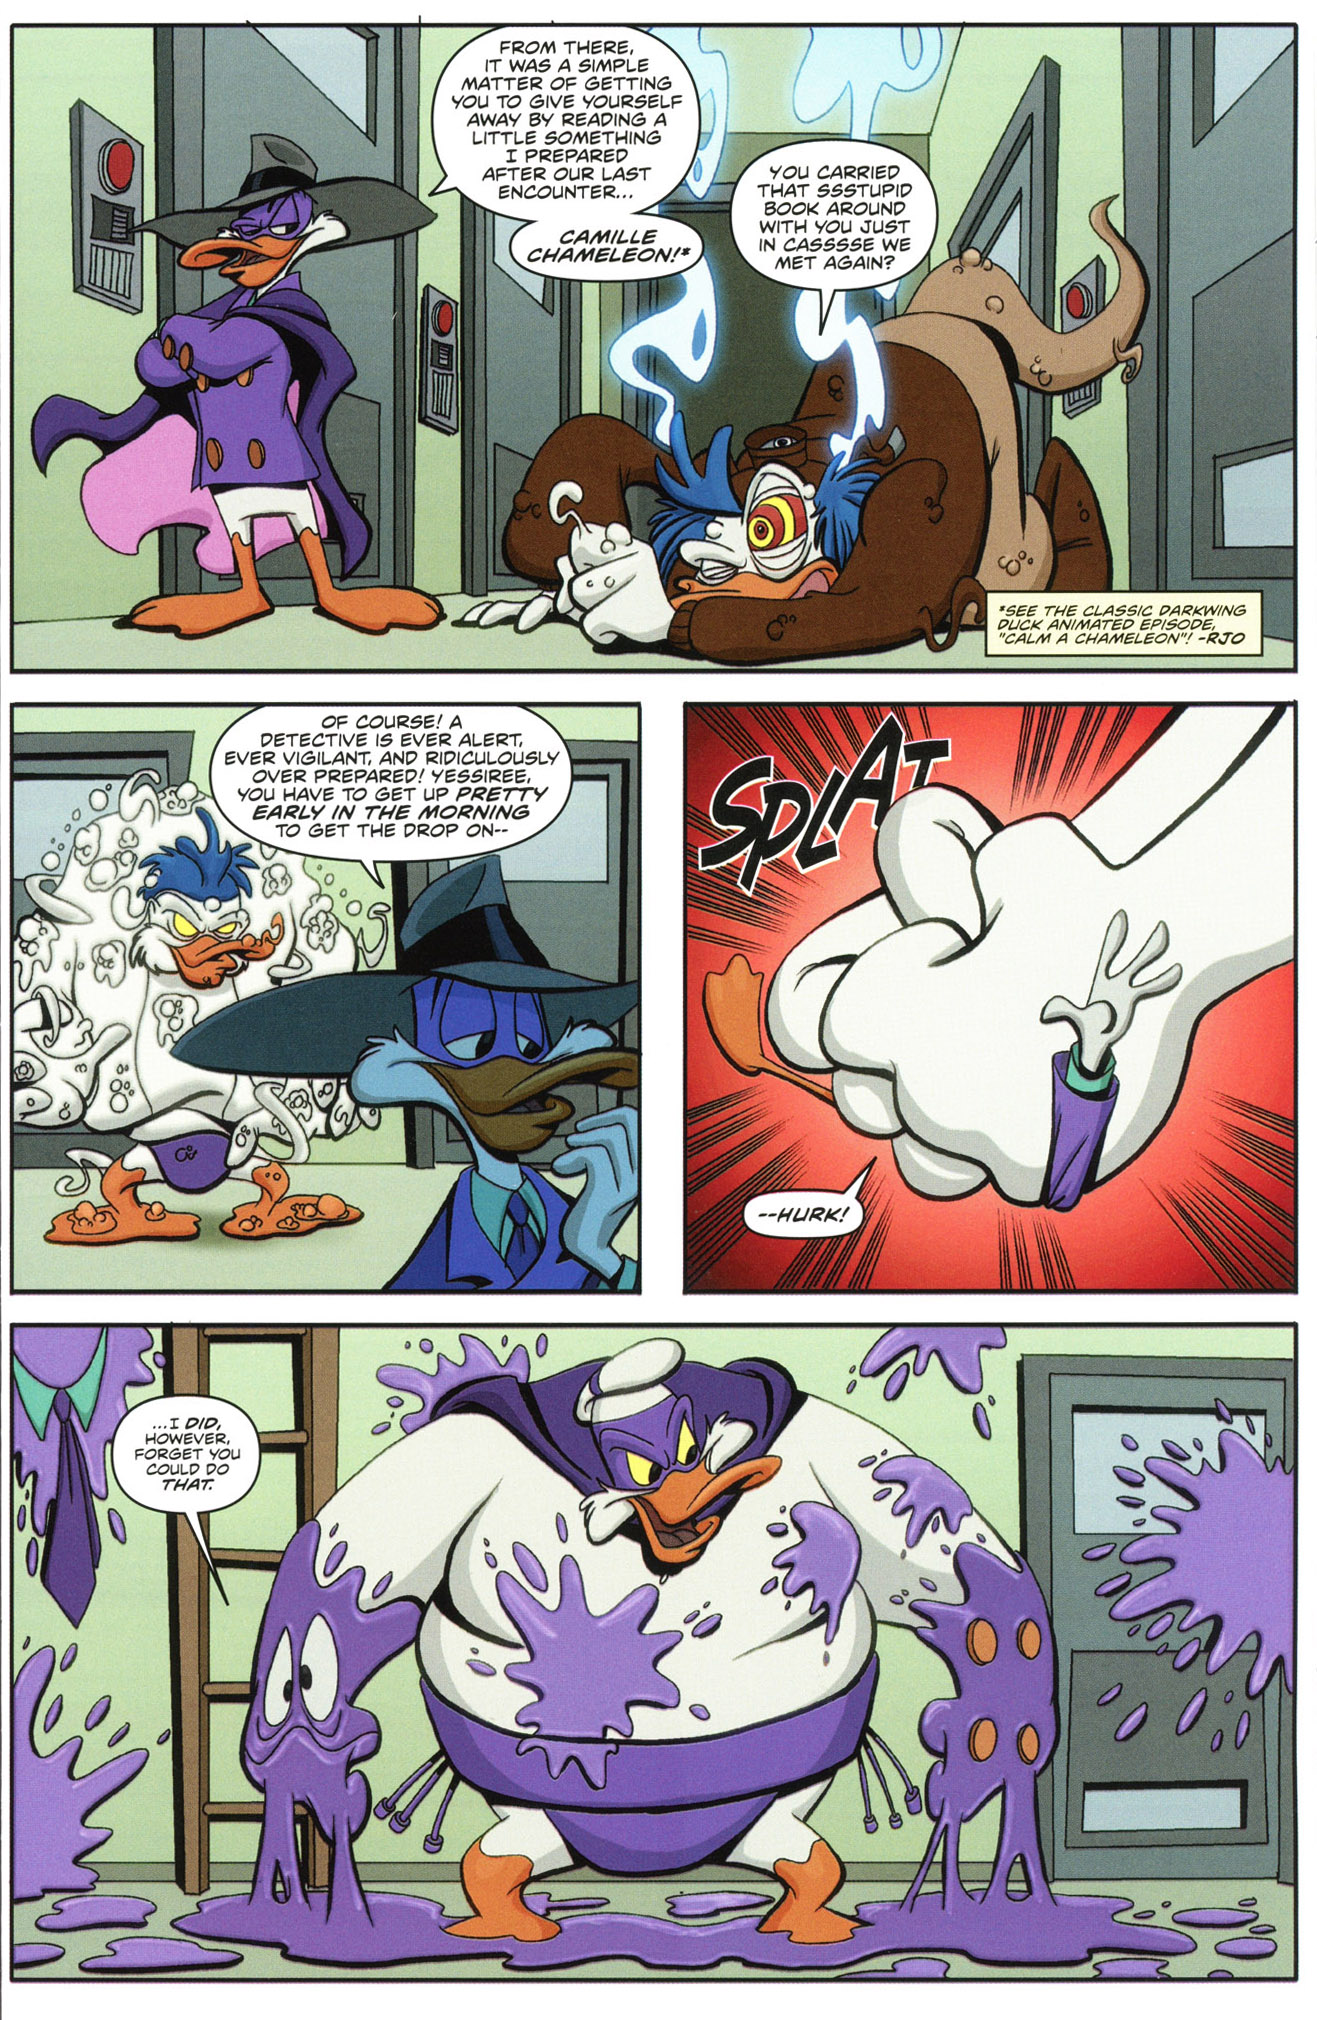 FROM THERE,
IT WAS A SIMPLE
MATTER OF GETTING
YOU TO GIVE YOURSELF
AWAY BY READING A
LITTLE SOMETHING
I PREPARED
AFTER OUR LAST
ENCOUNTER...
CAMILLE
CHAMELEON!*
YOU CARRIED
THAT SSSTUPID
BOOK AROUND
WITH YOU JUST
IN CASSSSE WE
MET AGAIN?
*SEE THE CLASSIC DARKWING
DUCK ANIMATED EPISODE,
"CALM A CHAMELEON"! -RJO
OF COURSE! A
DETECTIVE IS EVER ALERT,
EVER VIGILANT, AND RIDICULOUSLY
OVER PREPARED! YESSIREE,
YOU HAVE TO GET UP PRETTY
EARLY IN THE MORNING
TO GET THE DROP ON--
SPLAT
--HURK!
...I DID,
HOWEVER,
FORGET YOU
COULD DO
THAT.